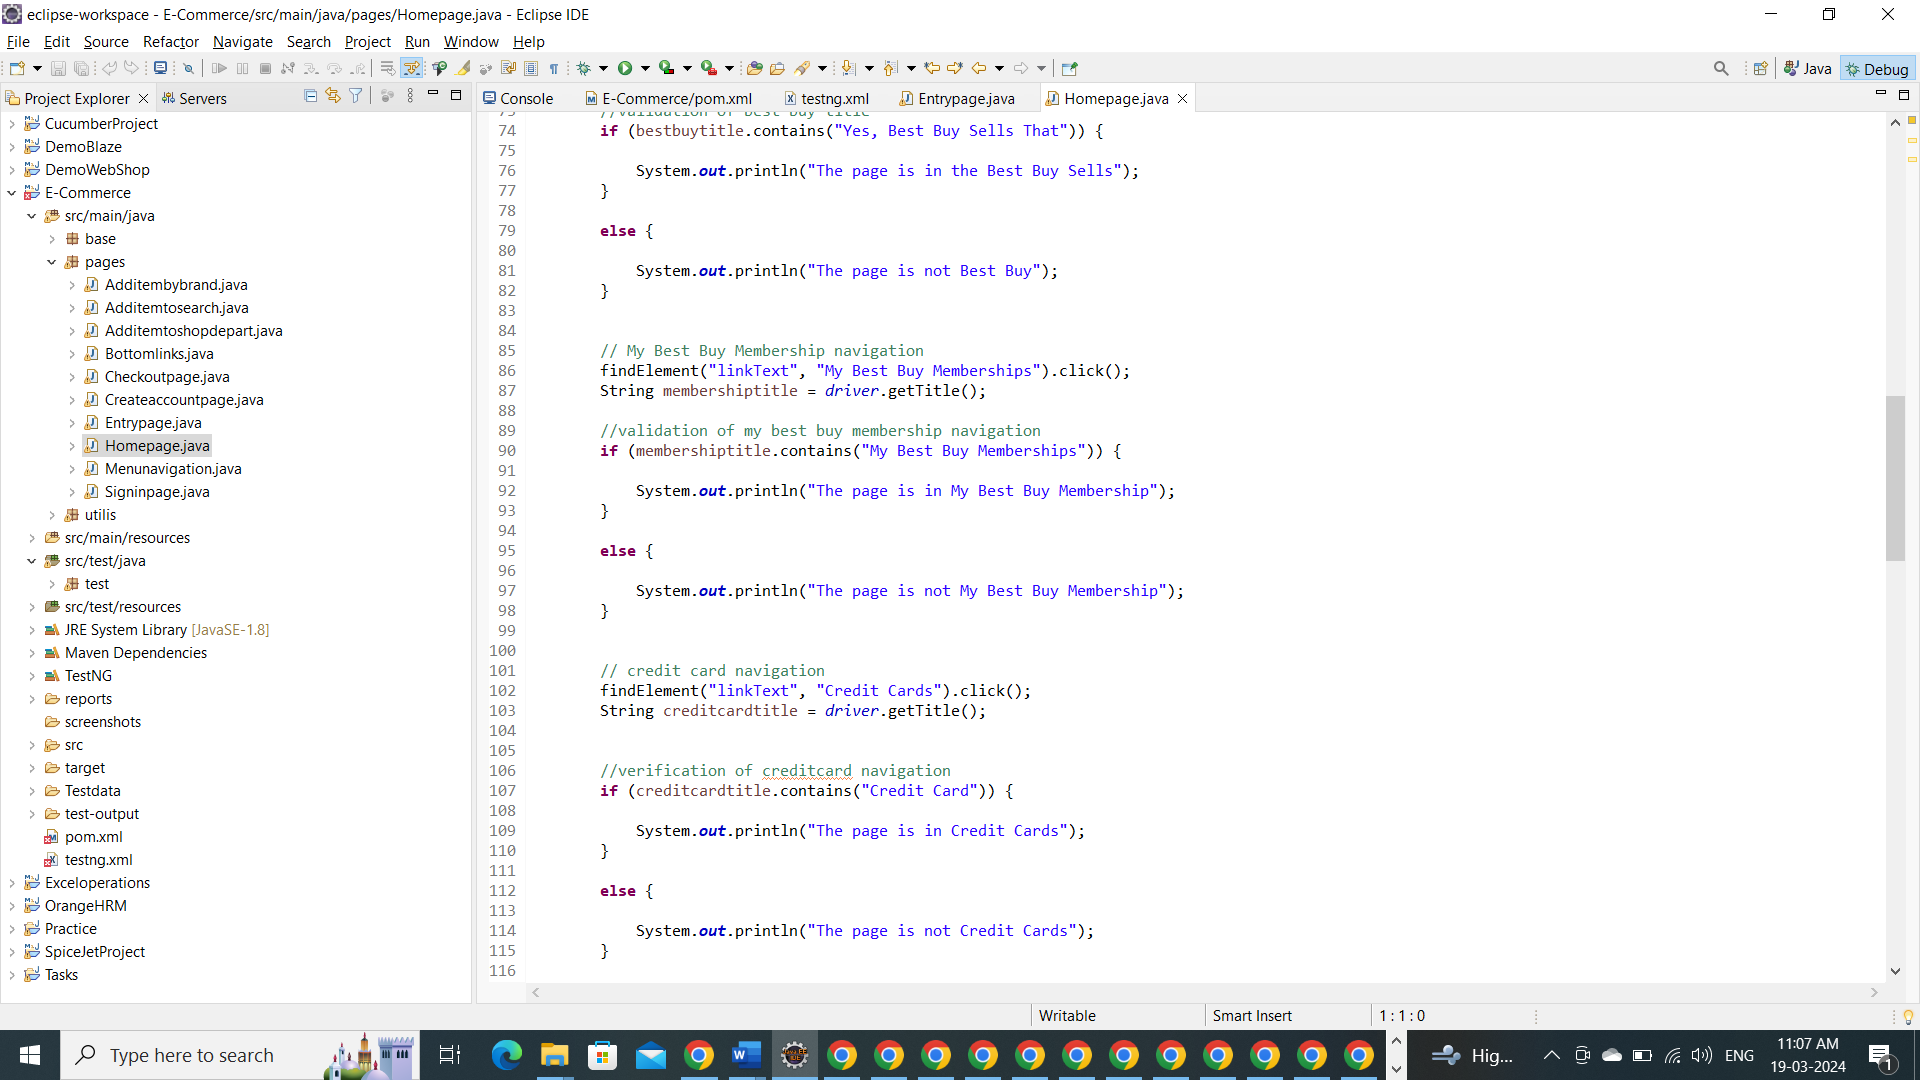 eclipse-workspace - E-Commerce/src/main/java/pages/Homepage.java - Eclipse IDE
File Edit Source Refactor Navigate Search Project Run Window Help
Java Debug
Project Explorer Servers
Console E-Commerce/pom.xml testng.xml Entrypage.java Homepage.java
CucumberProject
DemoBlaze
DemoWebShop
E-Commerce
src/main/java
base
pages
Additembybrand.java
Additemtosearch.java
Additemtoshopdepart.java
Bottomlinks.java
Checkoutpage.java
Createaccountpage.java
Entrypage.java
Homepage.java
Menunavigation.java
Signinpage.java
utilis
src/main/resources
src/test/java
test
src/test/resources
JRE System Library [JavaSE-1.8]
Maven Dependencies
TestNG
reports
screenshots
src
target
Testdata
test-output
pom.xml
testng.xml
Exceloperations
OrangeHRM
Practice
SpiceJetProject
Tasks
73 //validation of best buy title
74 if (bestbuytitle.contains("Yes, Best Buy Sells That")) {
75
76 System.out.println("The page is in the Best Buy Sells");
77 }
78
79 else {
80
81 System.out.println("The page is not Best Buy");
82 }
83
84
85 // My Best Buy Membership navigation
86 findElement("linkText", "My Best Buy Memberships").click();
87 String membershiptitle = driver.getTitle();
88
89 //validation of my best buy membership navigation
90 if (membershiptitle.contains("My Best Buy Memberships")) {
91
92 System.out.println("The page is in My Best Buy Membership");
93 }
94
95 else {
96
97 System.out.println("The page is not My Best Buy Membership");
98 }
99
100
101 // credit card navigation
102 findElement("linkText", "Credit Cards").click();
103 String creditcardtitle = driver.getTitle();
104
105
106 //verification of creditcard navigation
107 if (creditcardtitle.contains("Credit Card")) {
108
109 System.out.println("The page is in Credit Cards");
110 }
111
112 else {
113
114 System.out.println("The page is not Credit Cards");
115 }
116
Writable Smart Insert 1 : 1 : 0
Type here to search
Hig...
ENG
11:07 AM
19-03-2024
1